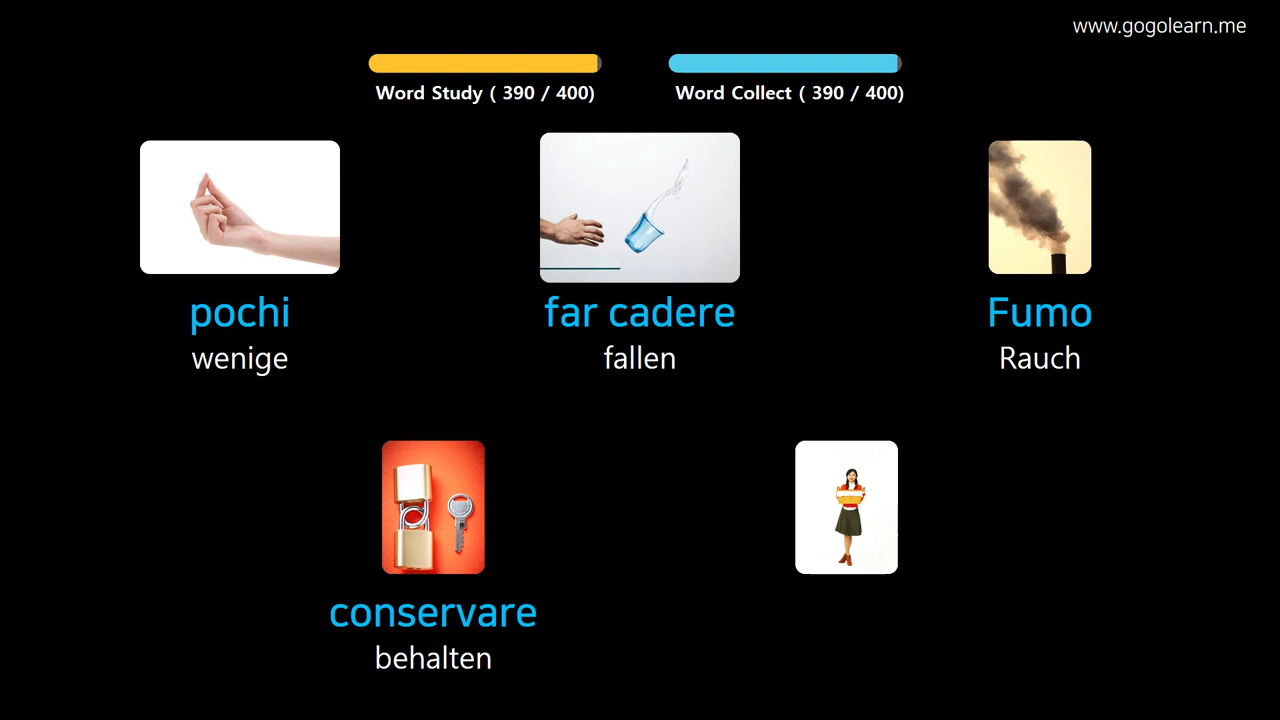 www.gogolearn.me
Word Study ( 390 / 400)
Word Collect ( 390 / 400)
pochi
wenige
far cadere
fallen
Fumo
Rauch
conservare
behalten